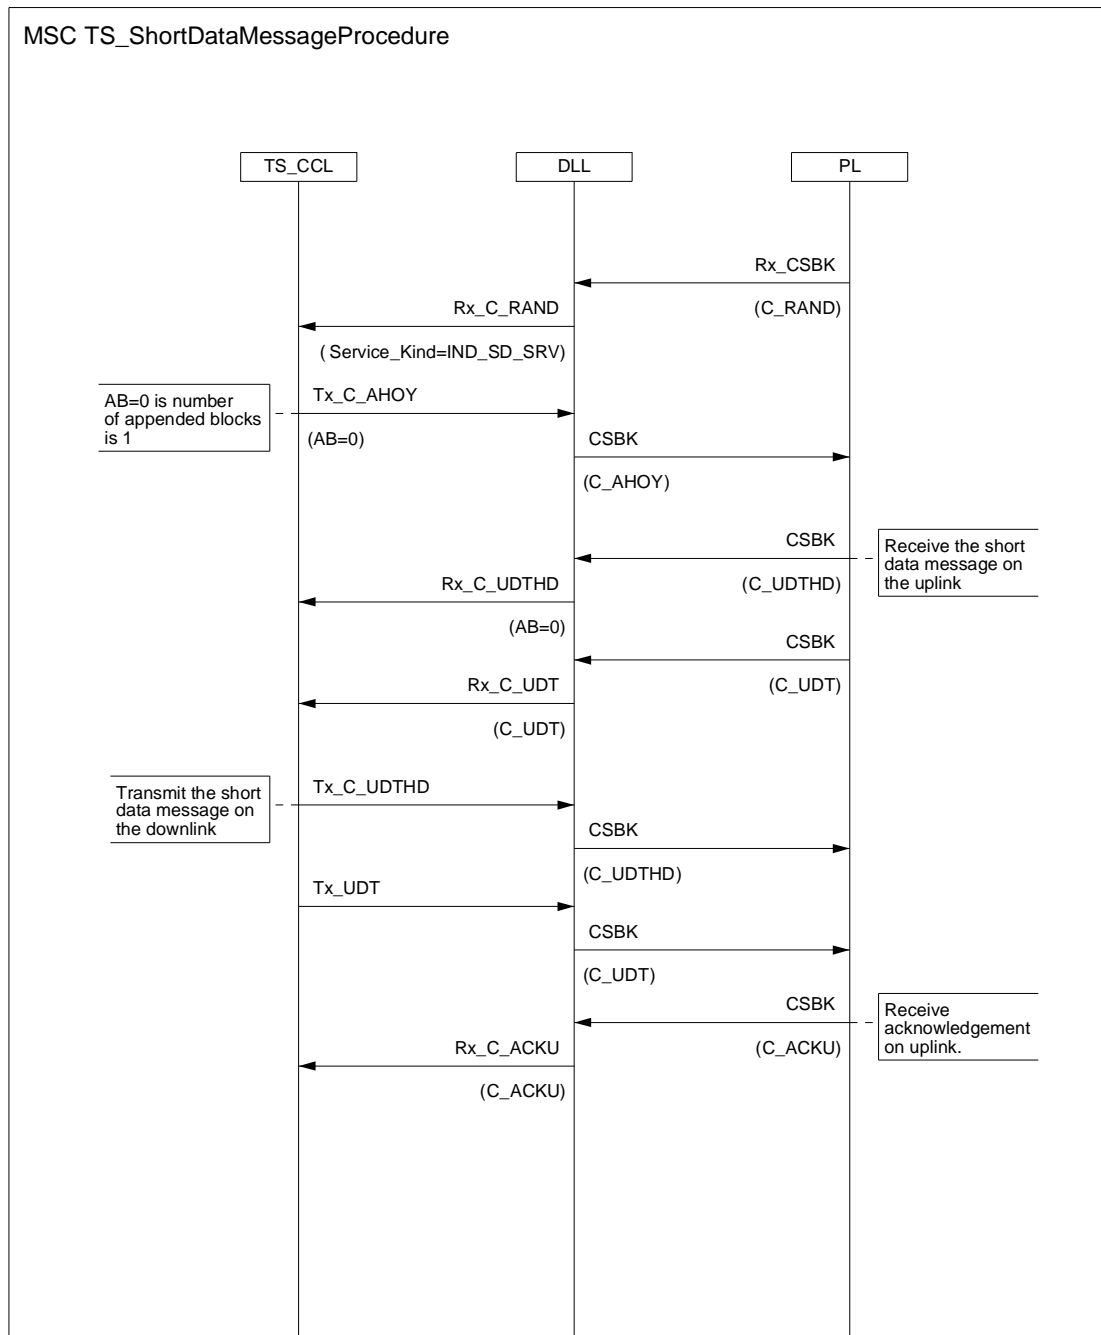 MSC TS_ShortDataMessageProcedure
TS_CCL
DLL
PL
Rx_CSBK
(C_RAND)
Rx_C_RAND
( Service_Kind=IND_SD_SRV)
AB=0 is number
of appended blocks
is 1
Tx_C_AHOY
(AB=0)
CSBK
(C_AHOY)
CSBK
(C_UDTHD)
Receive the short
data message on
the uplink
Rx_C_UDTHD
(AB=0)
CSBK
(C_UDT)
Rx_C_UDT
(C_UDT)
Transmit the short
data message on
the downlink
Tx_C_UDTHD
CSBK
(C_UDTHD)
Tx_UDT
CSBK
(C_UDT)
CSBK
(C_ACKU)
Receive
acknowledgement
on uplink.
Rx_C_ACKU
(C_ACKU)